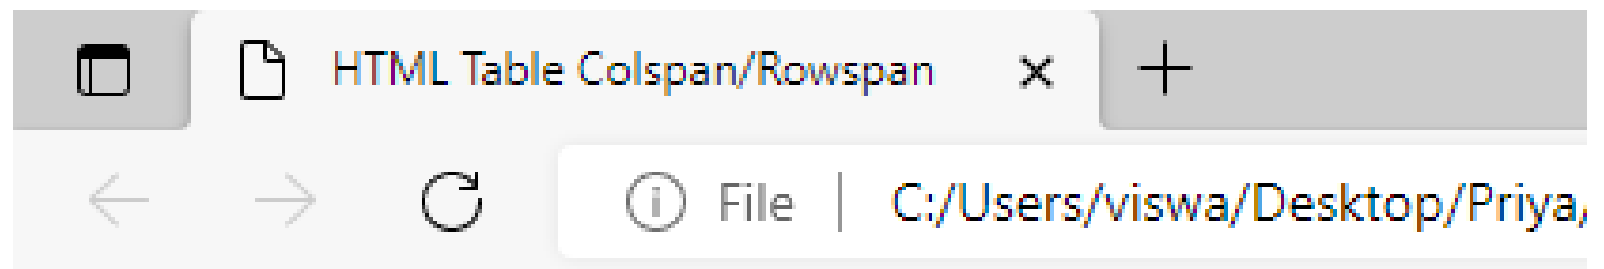 HTML Table Colspan/Rowspan
File | C:/Users/viswa/Desktop/Priya/